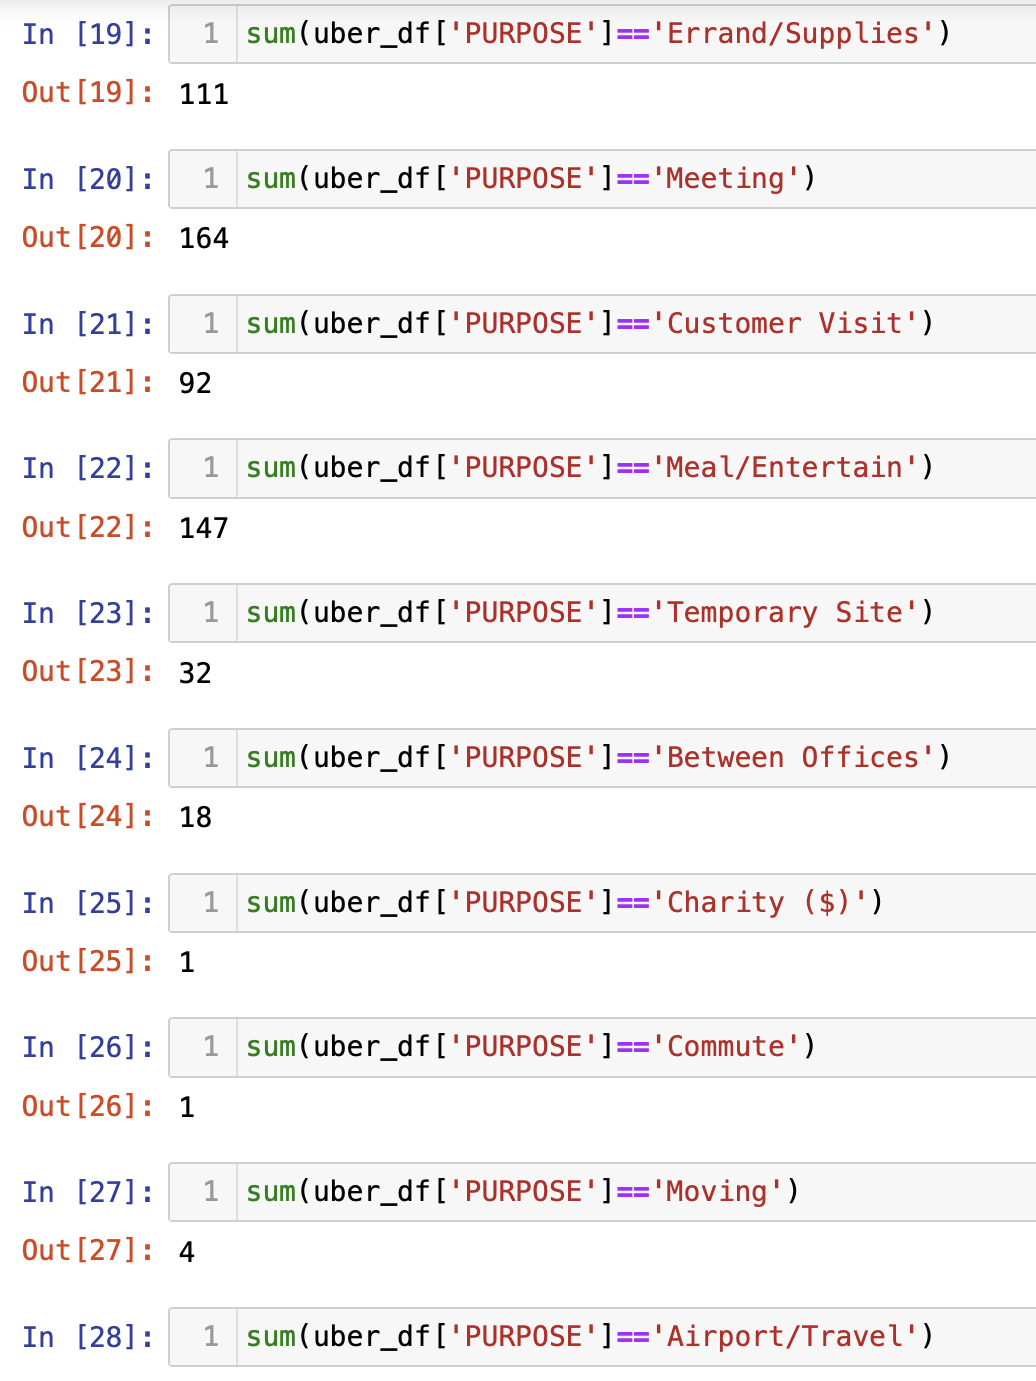 In [19]: 1 sum(uber_df['PURPOSE']=='Errand/Supplies')
Out[19]: 111
In [20]: 1 sum(uber_df['PURPOSE']=='Meeting')
Out[20]: 164
In [21]: 1 sum(uber_df['PURPOSE']=='Customer Visit')
Out[21]: 92
In [22]: 1 sum(uber_df['PURPOSE']=='Meal/Entertain')
Out[22]: 147
In [23]: 1 sum(uber_df['PURPOSE']=='Temporary Site')
Out[23]: 32
In [24]: 1 sum(uber_df['PURPOSE']=='Between Offices')
Out[24]: 18
In [25]: 1 sum(uber_df['PURPOSE']=='Charity ($)')
Out[25]: 1
In [26]: 1 sum(uber_df['PURPOSE']=='Commute')
Out[26]: 1
In [27]: 1 sum(uber_df['PURPOSE']=='Moving')
Out[27]: 4
In [28]: 1 sum(uber_df['PURPOSE']=='Airport/Travel')